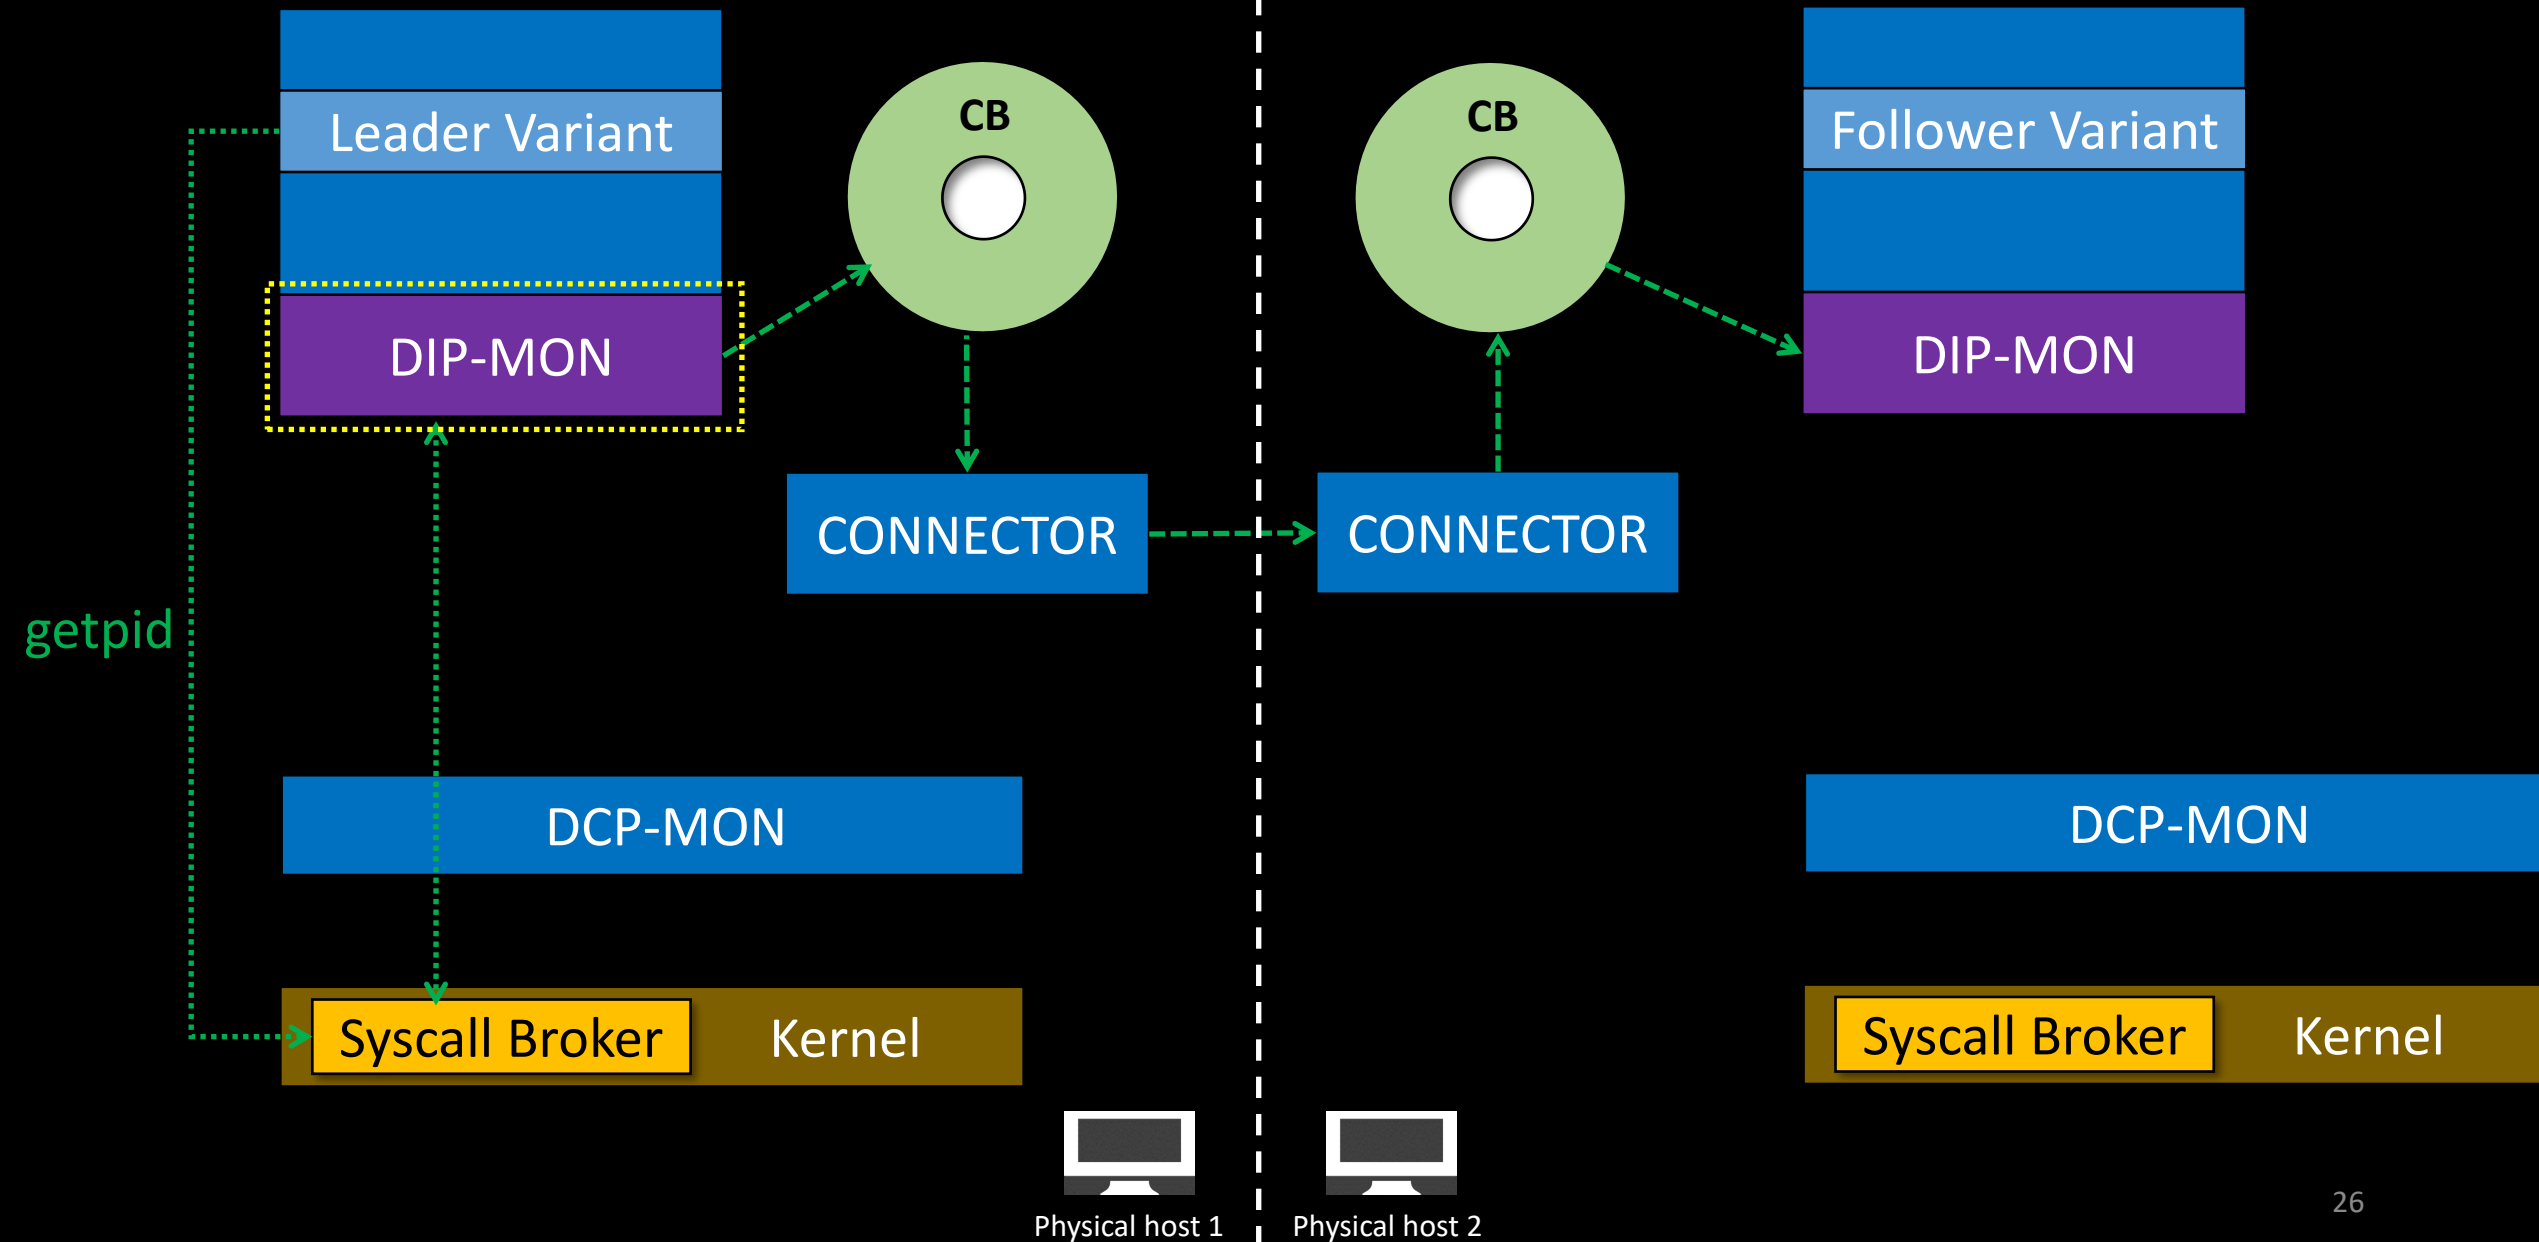 Leader Variant
CB
CB
Follower Variant
DIP-MON
DIP-MON
CONNECTOR
CONNECTOR
getpid
DCP-MON
DCP-MON
Syscall Broker
Kernel
Syscall Broker
Kernel
Physical host 1
Physical host 2
26